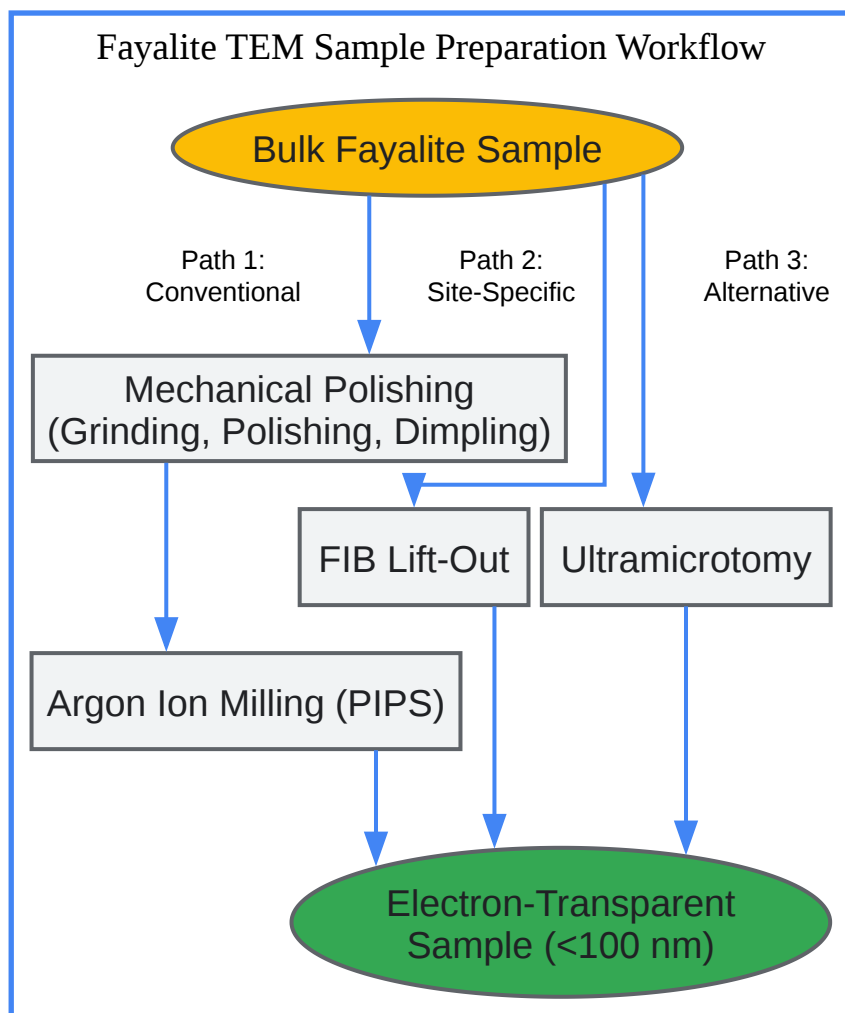 Fayalite TEM Sample Preparation Workflow
Bulk Fayalite Sample
Path 1:
Conventional
Path 2:
Site-Specific
Path 3:
Alternative
Mechanical Polishing
(Grinding, Polishing, Dimpling)
FIB Lift-Out
Ultramicrotomy
Argon Ion Milling (PIPS)
Electron-Transparent
Sample (<100 nm)